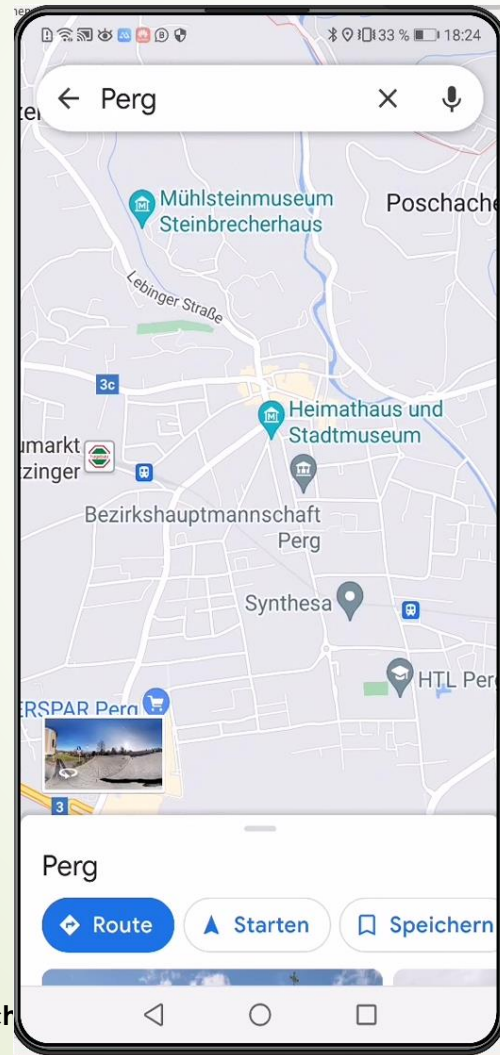 33 % 18:24
Perg
Mühlsteinmuseum
Steinbrecherhaus
Poschache
Lebinger Straße
3c
Heimathaus und
Stadtmuseum
umarkt
zinger
Bezirkshauptmannschaft
Perg
Synthesa
HTL Per
ERSPAR Perg
3
Perg
Route
Starten
Speichern
ch